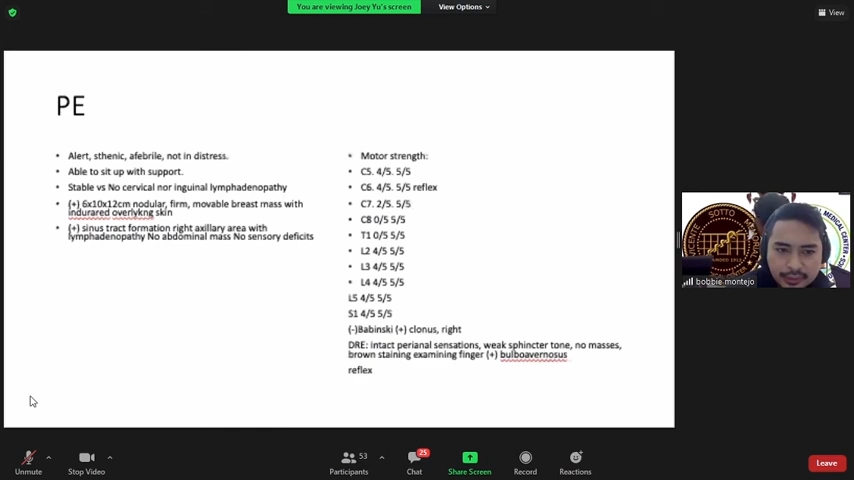 You are viewing Joey Yu's screen
View Options
View
PE
Alert, sthenic, afebrile, not in distress.
Able to sit up with support.
Stable vs No cervical nor inguinal lymphadenopathy
(+) 6x10x12cm nodular, firm, movable breast mass with
indurared overlykng skin
(+) sinus tract formation right axillary area with
lymphadenopathy No abdominal mass No sensory deficits
Motor strength:
C5. 4/5. 5/5
C6. 4/5. 5/5 reflex
C7. 2/5. 5/5
C8 0/5 5/5
T1 0/5 5/5
L2 4/5 5/5
L3 4/5 5/5
L4 4/5 5/5
L5 4/5 5/5
S1 4/5 5/5
(-)Babinski (+) clonus, right
DRE: intact perianal sensations, weak sphincter tone, no masses,
brown staining examining finger (+) bulboavernosus
reflex
VICENTE SOTTO MEMORIAL
MEDICAL CENTER
bobbie montejo
Unmute
Stop Video
53
Participants
25
Chat
Share Screen
Record
Reactions
Leave